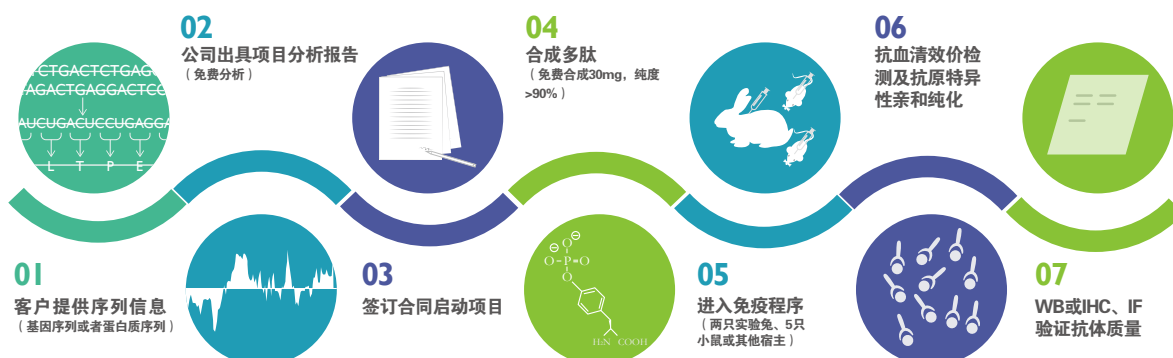 CTGACTCTGAGG
AGACTGAGGACTCC
AUCUGACUCCUGAGGA
L T P E
01
客户提供序列信息
（基因序列或者蛋白质序列）
02
公司出具项目分析报告
（免费分析）
03
签订合同启动项目
04
合成多肽
（免费合成30mg，纯度
>90%）
⊖
O
⊖
O
P
O
O
H₂N COOH
05
进入免疫程序
（两只实验兔、5只
小鼠或其他宿主）
06
抗血清效价检
测及抗原特异
性亲和纯化
07
WB或IHC、IF
验证抗体质量